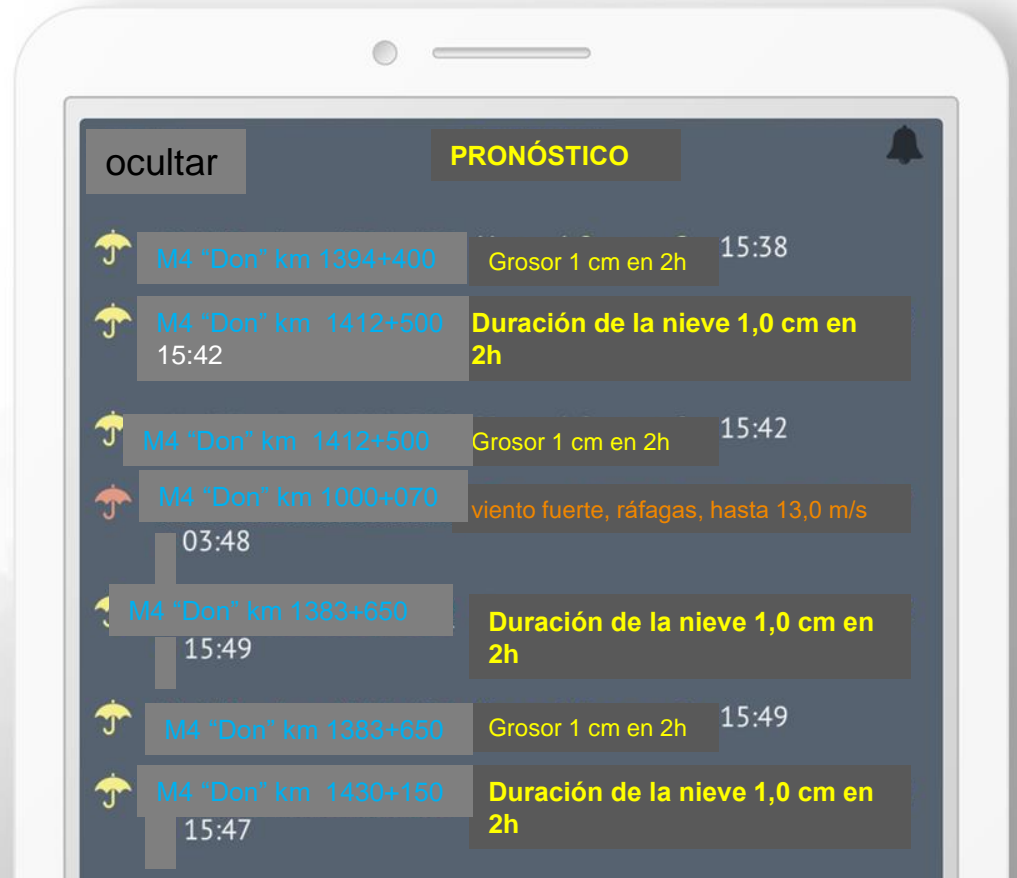 ocultar
PRONÓSTICO
M4 “Don” km 1394+400
Grosor 1 cm en 2h
15:38
M4 “Don” km 1412+500
15:42
Duración de la nieve 1,0 cm en
2h
M4 “Don” km 1412+500
Grosor 1 cm en 2h
15:42
M4 “Don” km 1000+070
viento fuerte, ráfagas, hasta 13,0 m/s
03:48
M4 “Don” km 1383+650
Duración de la nieve 1,0 cm en
2h
15:49
M4 “Don” km 1383+650
Grosor 1 cm en 2h
15:49
M4 “Don” km 1430+150
Duración de la nieve 1,0 cm en
2h
15:47